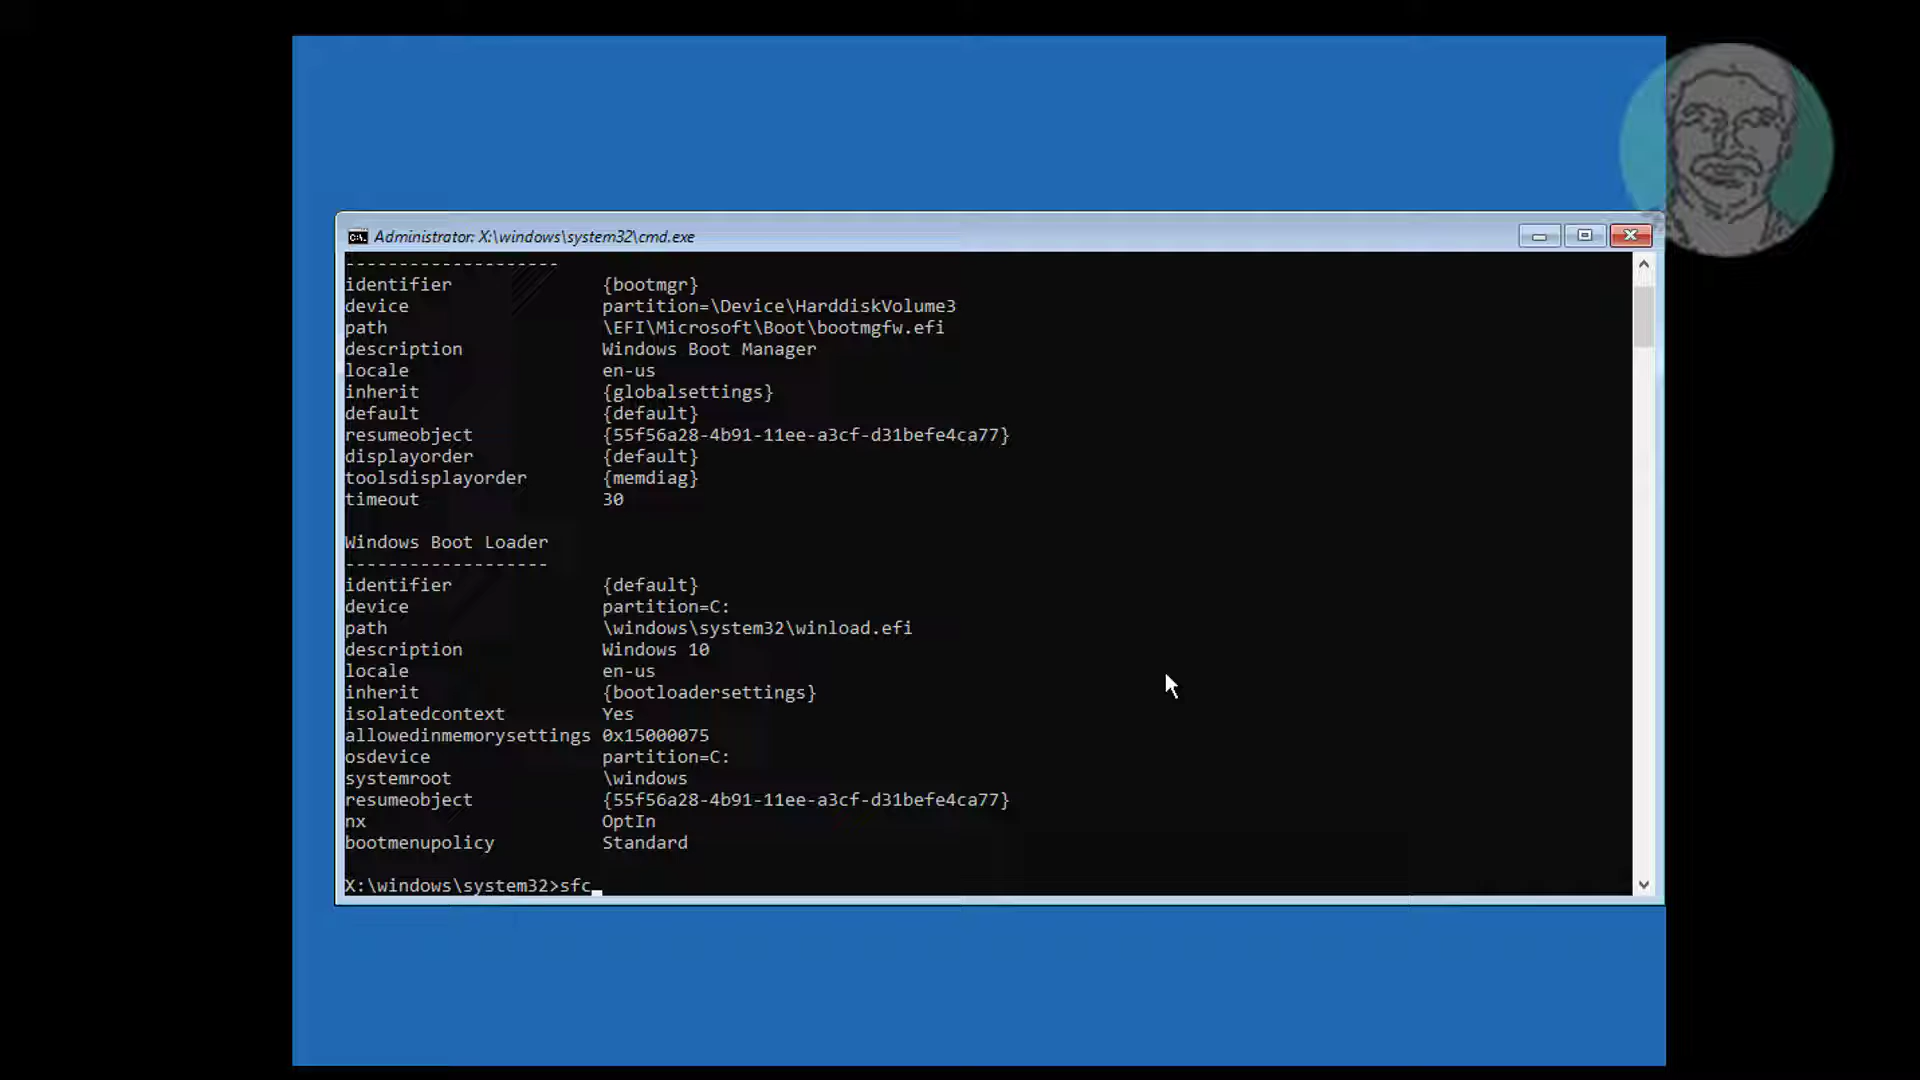 Administrator: X:\windows\system32\cmd.exe
--------------------
identifier {bootmgr}
device partition=\Device\HarddiskVolume3
path \EFI\Microsoft\Boot\bootmgfw.efi
description Windows Boot Manager
locale en-us
inherit {globalsettings}
default {default}
resumeobject {55f56a28-4b91-11ee-a3cf-d31befe4ca77}
displayorder {default}
toolsdisplayorder {memdiag}
timeout 30
Windows Boot Loader
-------------------
identifier {default}
device partition=C:
path \windows\system32\winload.efi
description Windows 10
locale en-us
inherit {bootloadersettings}
isolatedcontext Yes
allowedinmemorysettings 0x15000075
osdevice partition=C:
systemroot \windows
resumeobject {55f56a28-4b91-11ee-a3cf-d31befe4ca77}
nx OptIn
bootmenupolicy Standard
X:\windows\system32>sfc_